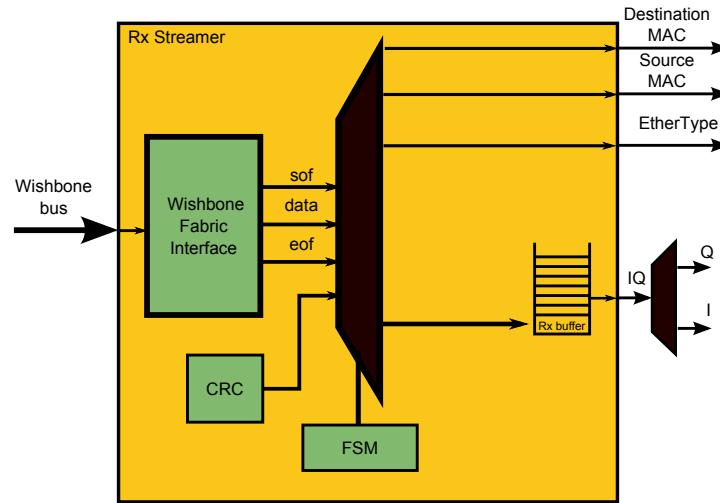 Rx Streamer
Destination
MAC
Source
MAC
EtherType
Wishbone
bus
Wishbone
Fabric
Interface
sof
data
eof
Q
IQ
I
Rx buffer
CRC
FSM